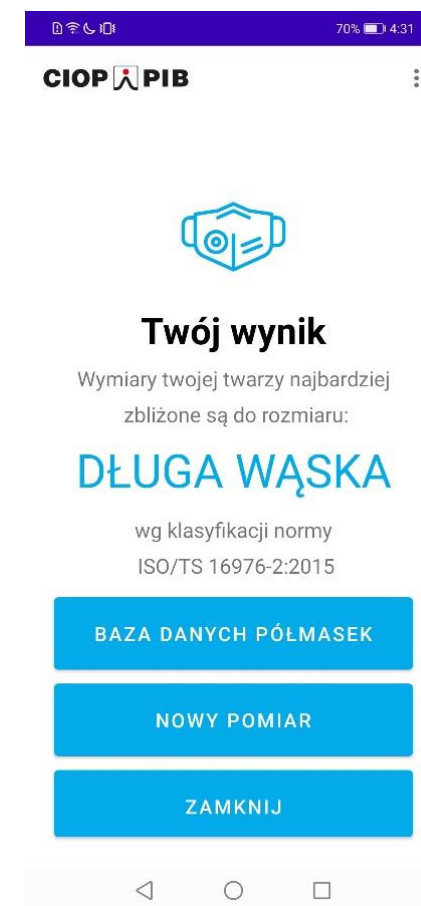 70% 4:31
CIOP PIB
Twój wynik
Wymiary twojej twarzy najbardziej
zbliżone są do rozmiaru:
DŁUGA WĄSKA
wg klasyfikacji normy
ISO/TS 16976-2:2015
BAZA DANYCH PÓŁMASEK
NOWY POMIAR
ZAMKNIJ